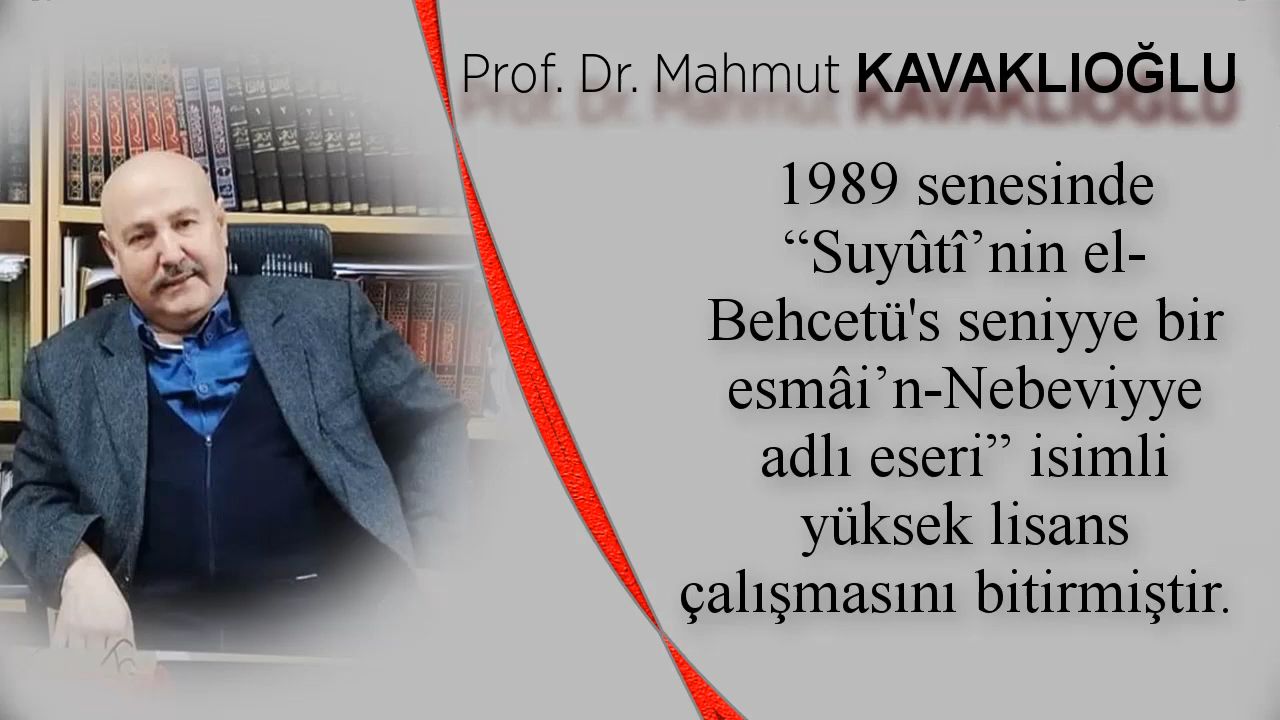 Prof. Dr. Mahmut KAVAKLIOĞLU
1989 senesinde
“Suyûtî’nin el-
Behcetü's seniyye bir
esmâi’n-Nebeviyye
adlı eseri” isimli
yüksek lisans
çalışmasını bitirmiştir.